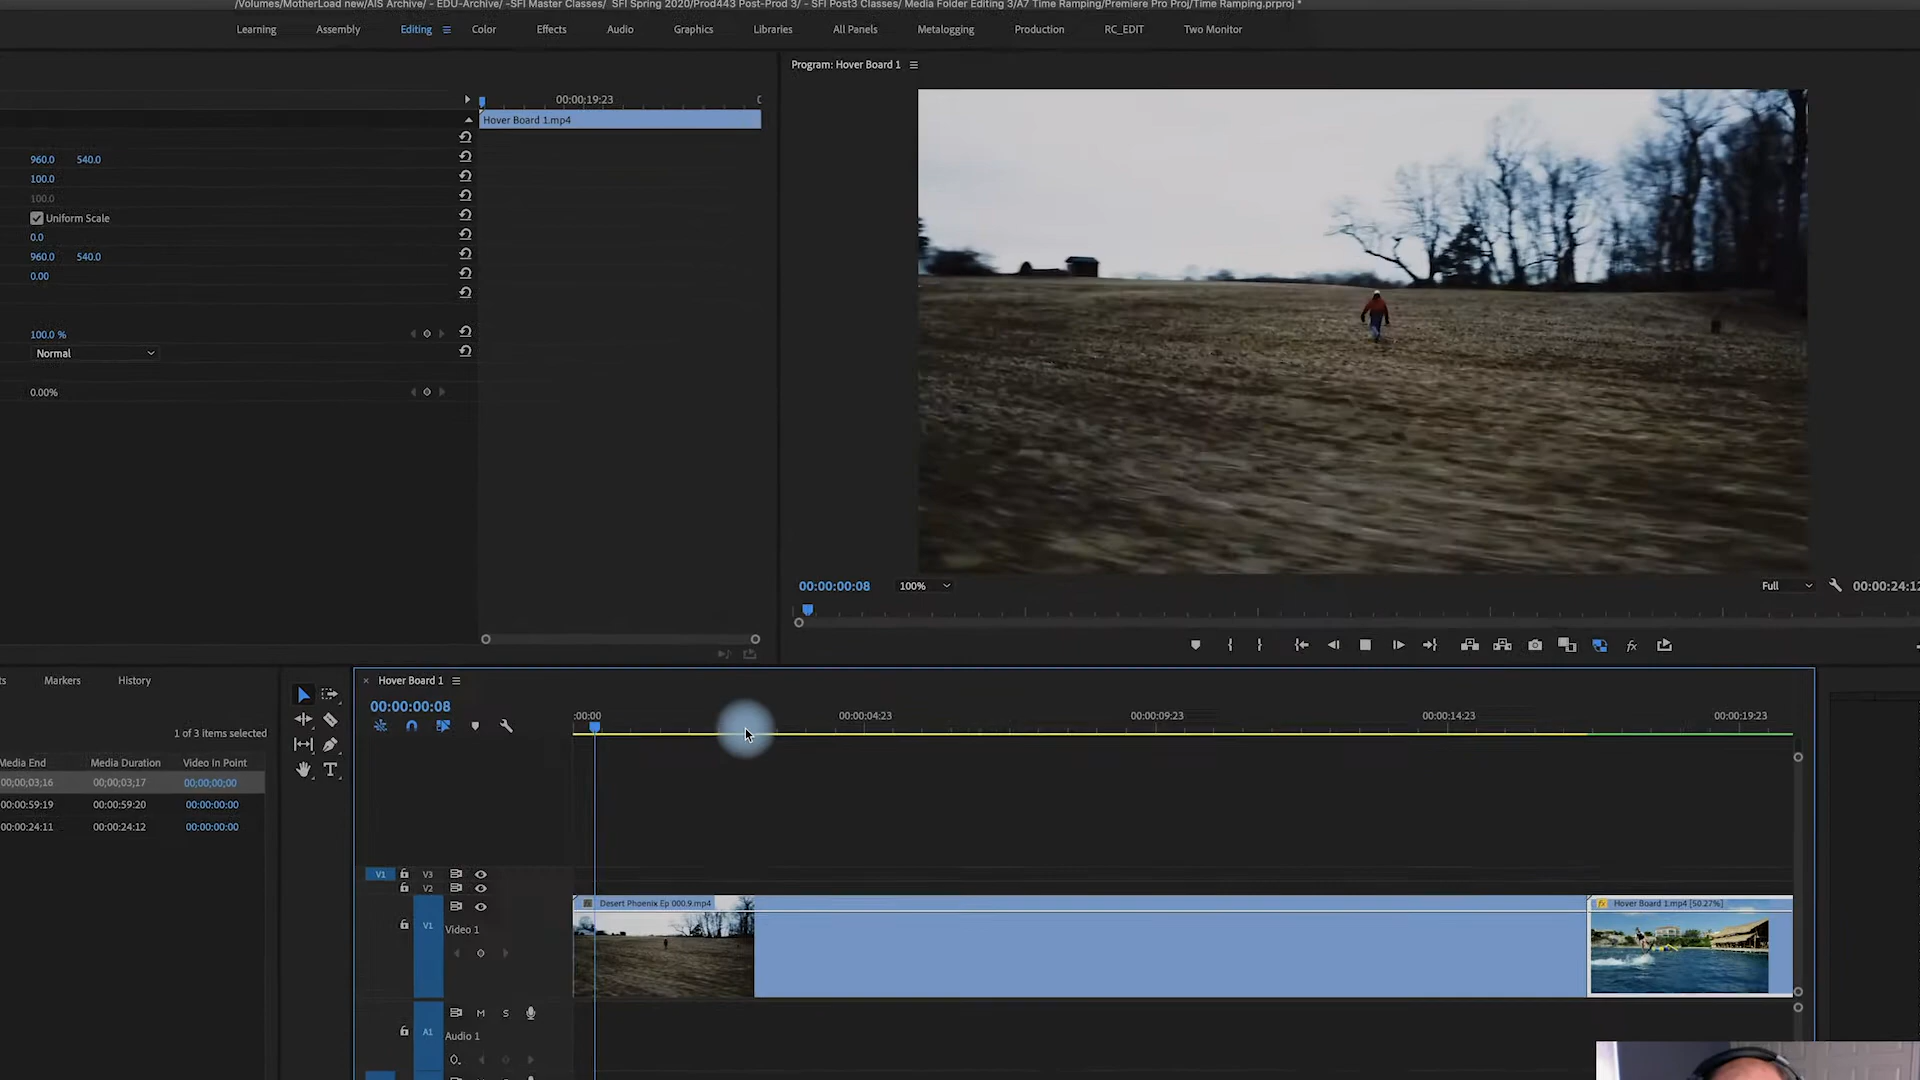 /Volumes/MotherLoad new/AIS Archive/ - EDU-Archive/ -SFI Master Classes/  SFI Spring 2020/Prod443 Post-Prod 3/ - SFI Post3 Classes/ Media Folder Editing 3/A7 Time Ramping/Premiere Pro Proj/Time Ramping.prproj *
Learning Assembly Editing Color Effects Audio Graphics Libraries All Panels Metalogging Production RC_EDIT Two Monitor
Program: Hover Board 1
00:00:19:23
Hover Board 1.mp4
960.0 540.0
100.0
100.0
Uniform Scale
0.0
960.0 540.0
0.00
100.0 %
Normal
0.00%
00:00:00:08 100% Full 00:00:24:12
Markers History
Hover Board 1
00:00:00:08
:00:00 00:00:04:23 00:00:09:23 00:00:14:23 00:00:19:23
1 of 3 items selected
Media End Media Duration Video In Point
00;00;03;16 00;00;03;17 00;00;00;00
00:00:59:19 00:00:59:20 00:00:00:00
00:00:24:11 00:00:24:12 00:00:00:00
V1 V3
V2
Desert Phoenix Ep 000.9.mp4
fx Hover Board 1.mp4 [50.27%]
V1 Video 1
M S
A1 Audio 1